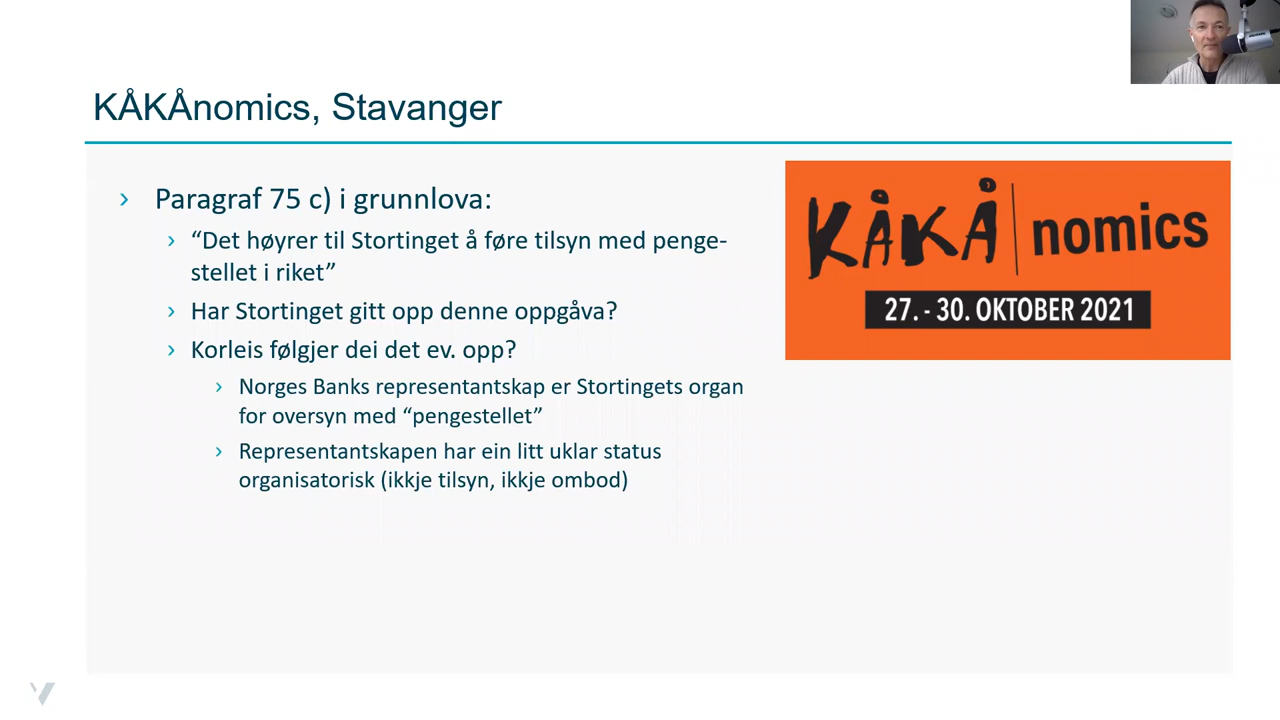 KÅKÅnomics, Stavanger
› Paragraf 75 c) i grunnlova:
› “Det høyrer til Stortinget å føre tilsyn med penge-
stellet i riket”
› Har Stortinget gitt opp denne oppgåva?
› Korleis følgjer dei det ev. opp?
› Norges Banks representantskap er Stortingets organ
for oversyn med “pengestellet”
› Representantskapen har ein litt uklar status
organisatorisk (ikkje tilsyn, ikkje ombod)
KÅKÅ | nomics
27. - 30. OKTOBER 2021